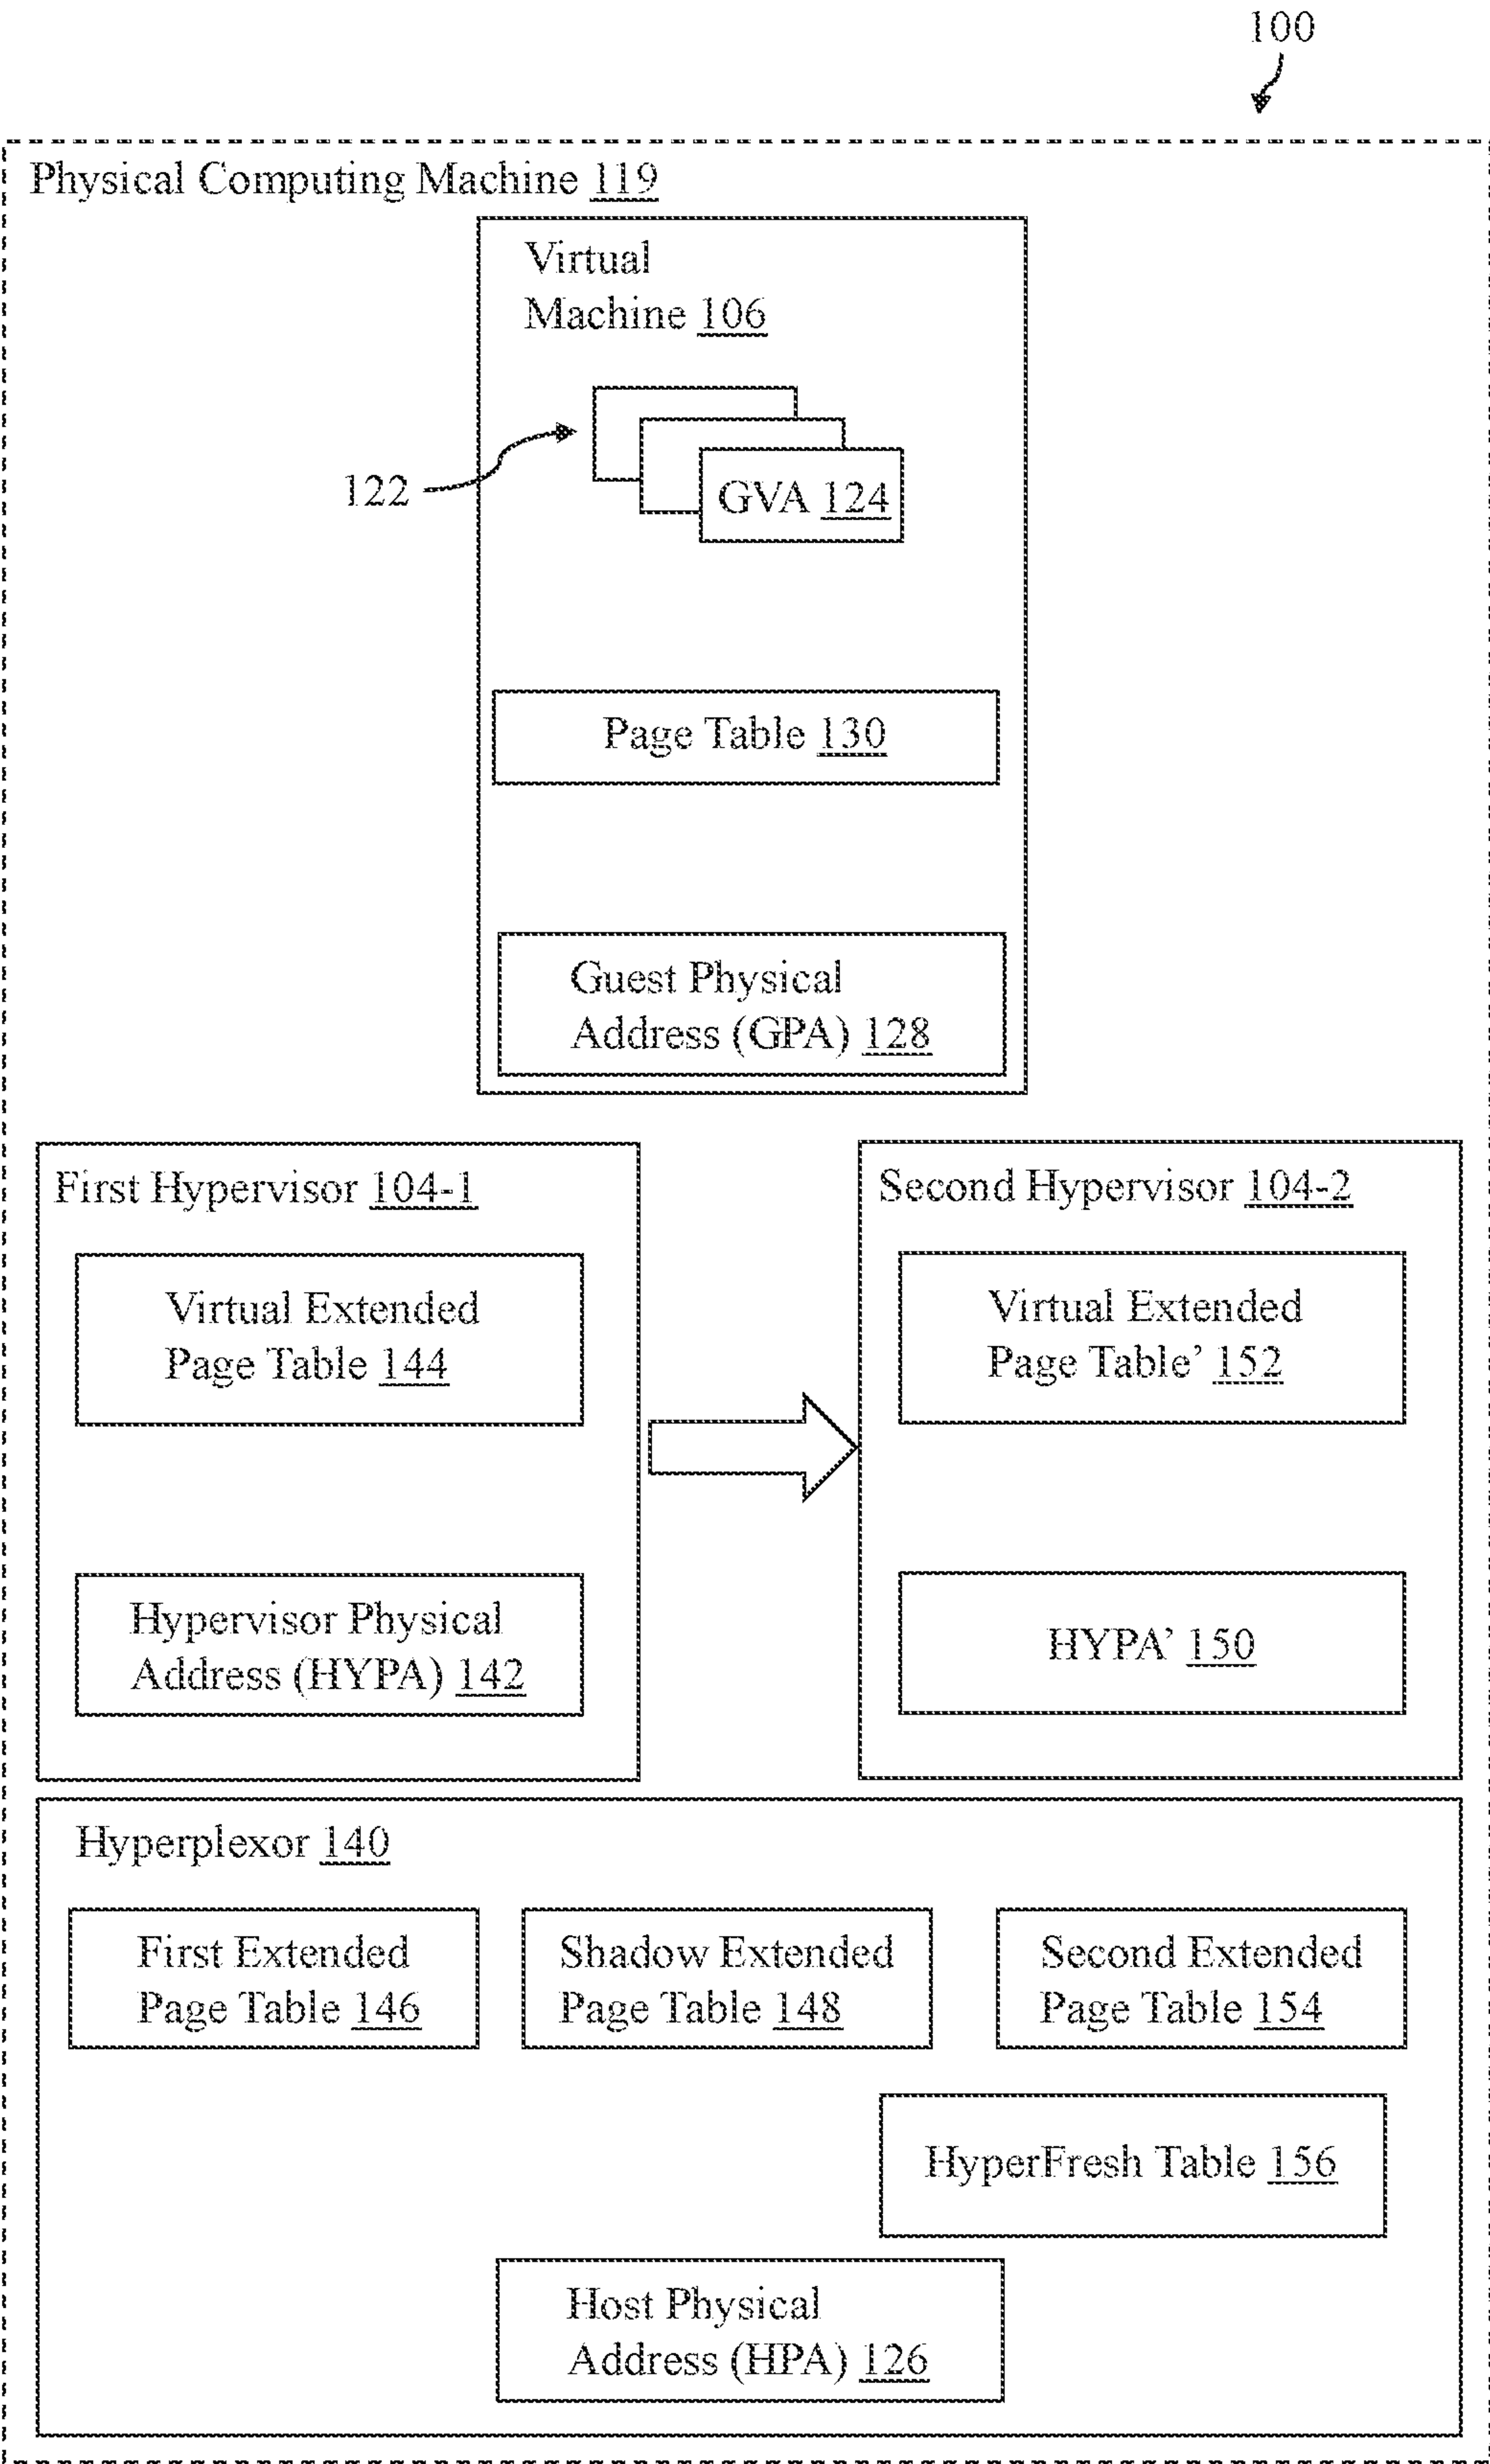 100
Physical Computing Machine 119
Virtual
Machine 106
122
GVA 124
Page Table 130
Guest Physical
Address (GPA) 128
First Hypervisor 104-1
Virtual Extended
Page Table 144
Hypervisor Physical
Address (HYPA) 142
Second Hypervisor 104-2
Virtual Extended
Page Table’ 152
HYPA’ 150
Hyperplexor 140
First Extended
Page Table 146
Shadow Extended
Page Table 148
Second Extended
Page Table 154
HyperFresh Table 156
Host Physical
Address (HPA) 126